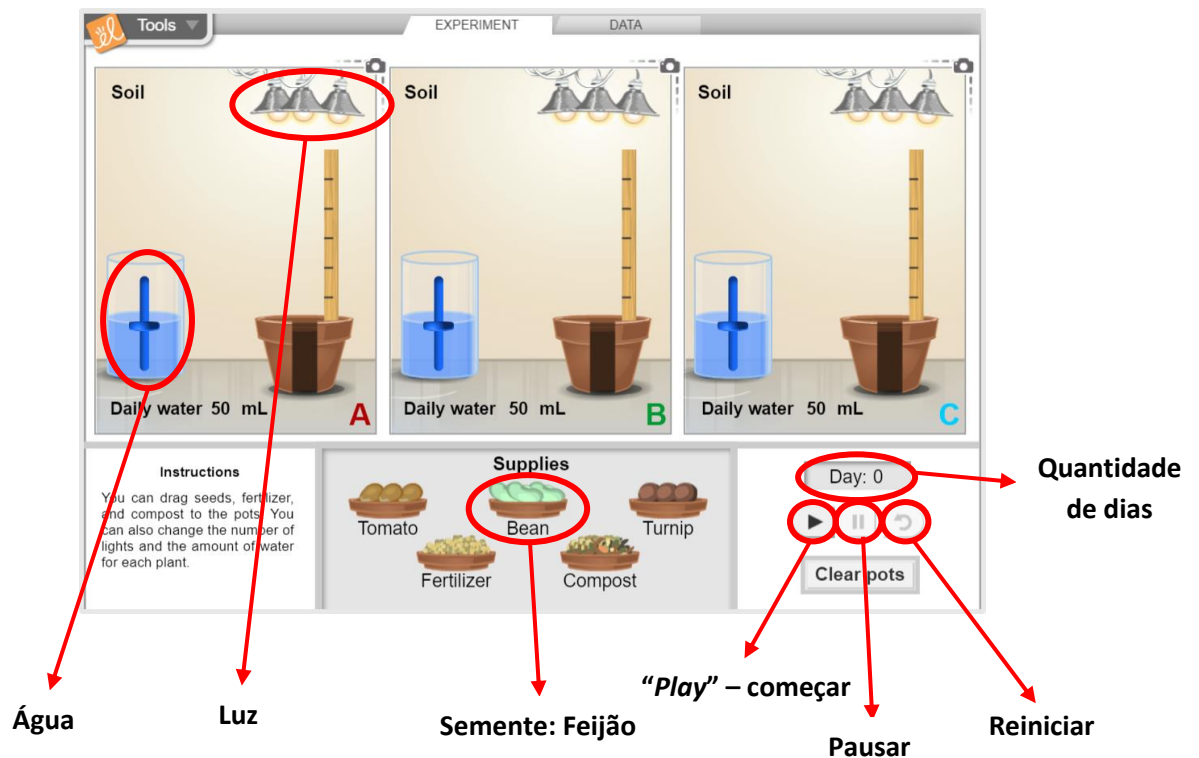 Tools
EXPERIMENT
DATA
Soil
Daily water 50 mL
A
Soil
Daily water 50 mL
B
Soil
Daily water 50 mL
C
Instructions
You can drag seeds, fertilizer,
and compost to the pots. You
can also change the number of
lights and the amount of water
for each plant.
Supplies
Tomato
Bean
Turnip
Fertilizer
Compost
Day: 0
Clear pots
Quantidade
de dias
Água
Luz
Semente: Feijão
“Play” – começar
Pausar
Reiniciar